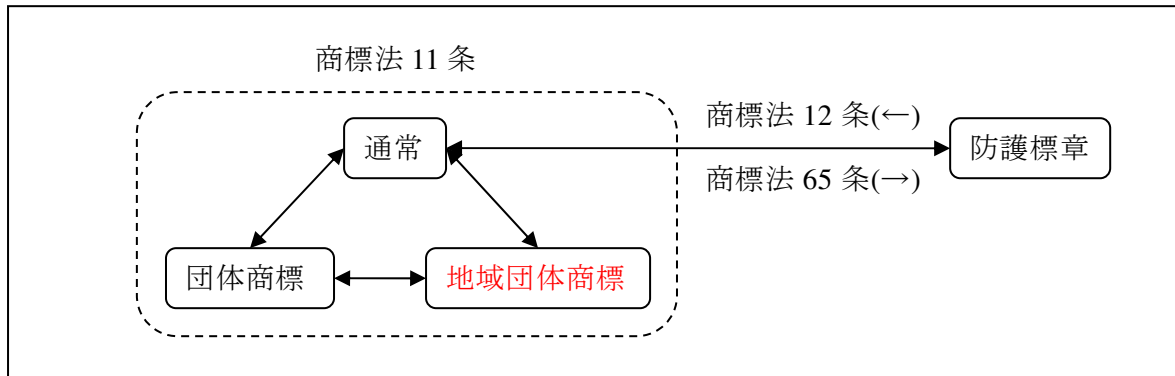 商標法 11 条
通常
商標法 12 条(←)
防護標章
商標法 65 条(→)
団体商標
地域団体商標